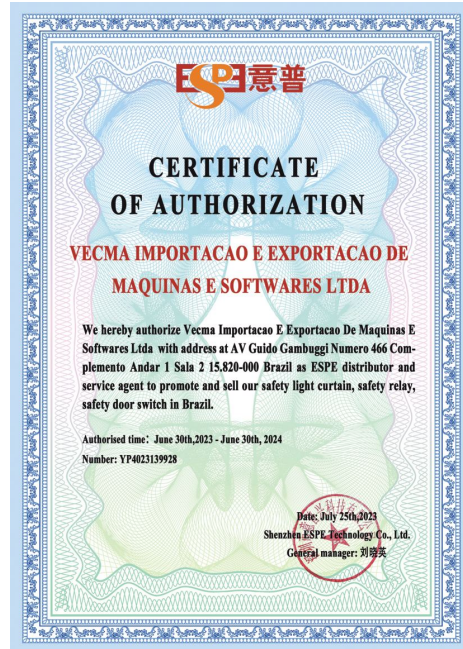 ESPE意普
CERTIFICATE
OF AUTHORIZATION
VECMA IMPORTACAO E EXPORTACAO DE
MAQUINAS E SOFTWARES LTDA
We hereby authorize Vecma Importacao E Exportacao De Maquinas E
Softwares Ltda with address at AV Guido Gambuggi Numero 466 Com-
plemento Andar 1 Sala 2 15.820-000 Brazil as ESPE distributor and
service agent to promote and sell our safety light curtain, safety relay,
safety door switch in Brazil.
Authorised time: June 30th,2023 - June 30th, 2024
Number: YP4023139928
Date: July 25th,2023
Shenzhen ESPE Technology Co., Ltd.
General manager: 刘晓英